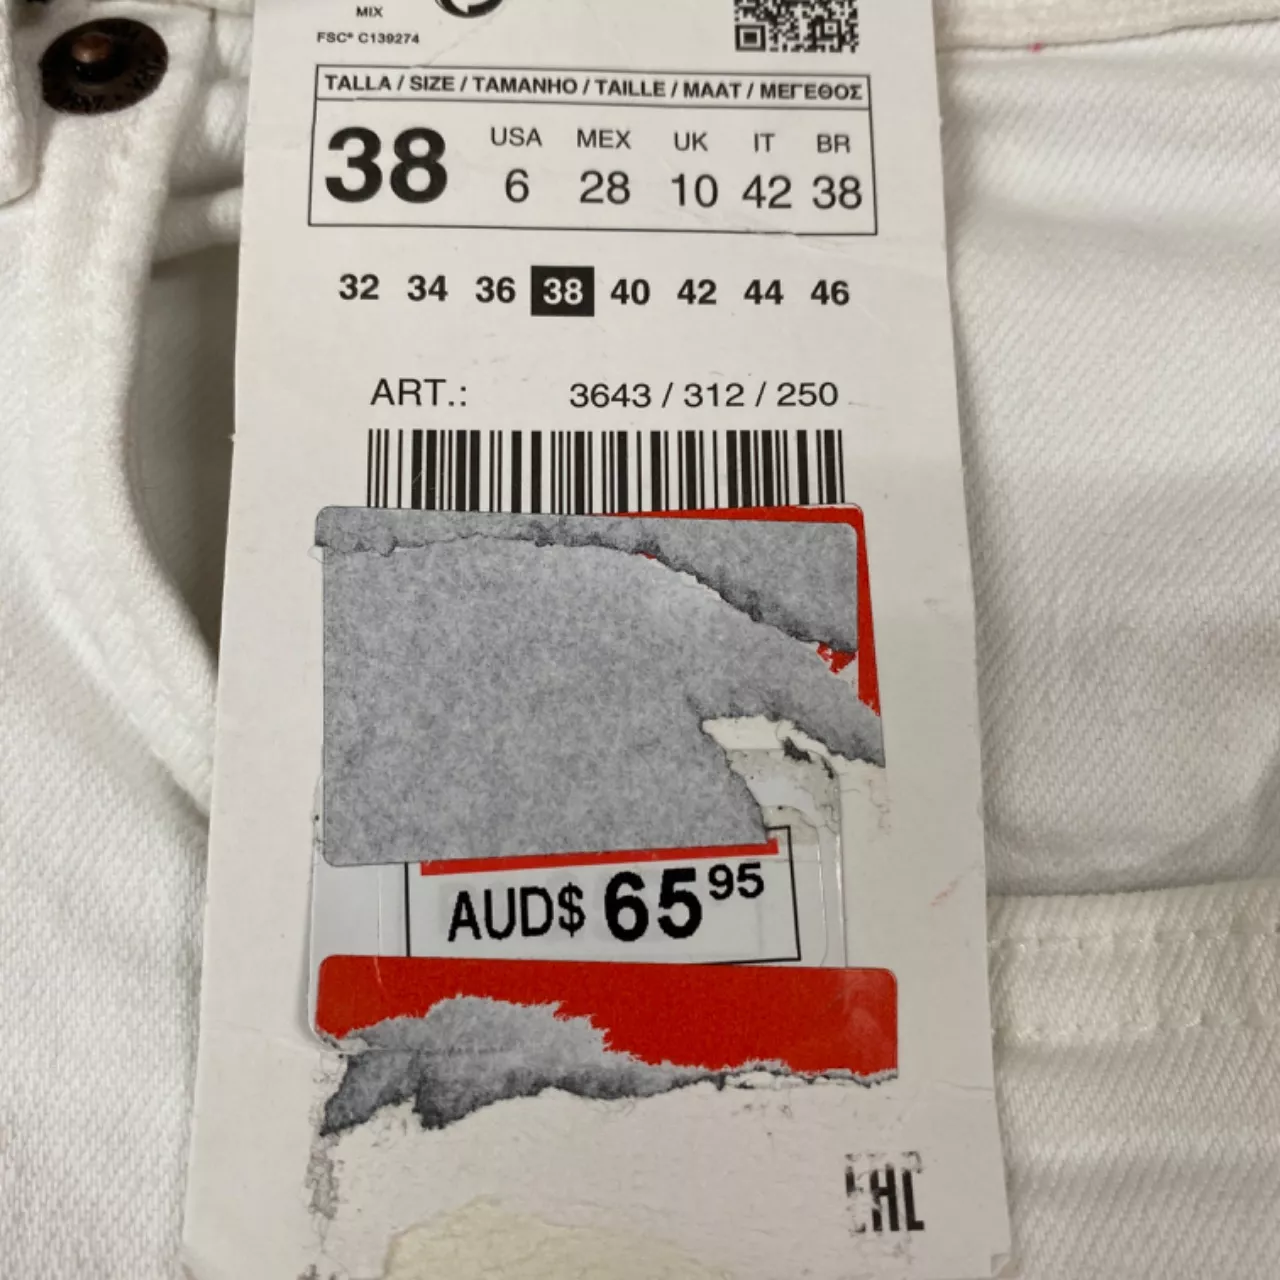 MIX
FSC® C139274
TALLA / SIZE / TAMANHO / TAILLE / MAAT / ΜΕΓΕΘΟΣ
38
USA MEX UK IT BR
6 28 10 42 38
32 34 36 38 40 42 44 46
ART.: 3643 / 312 / 250
AUD$ 65 95
EAC